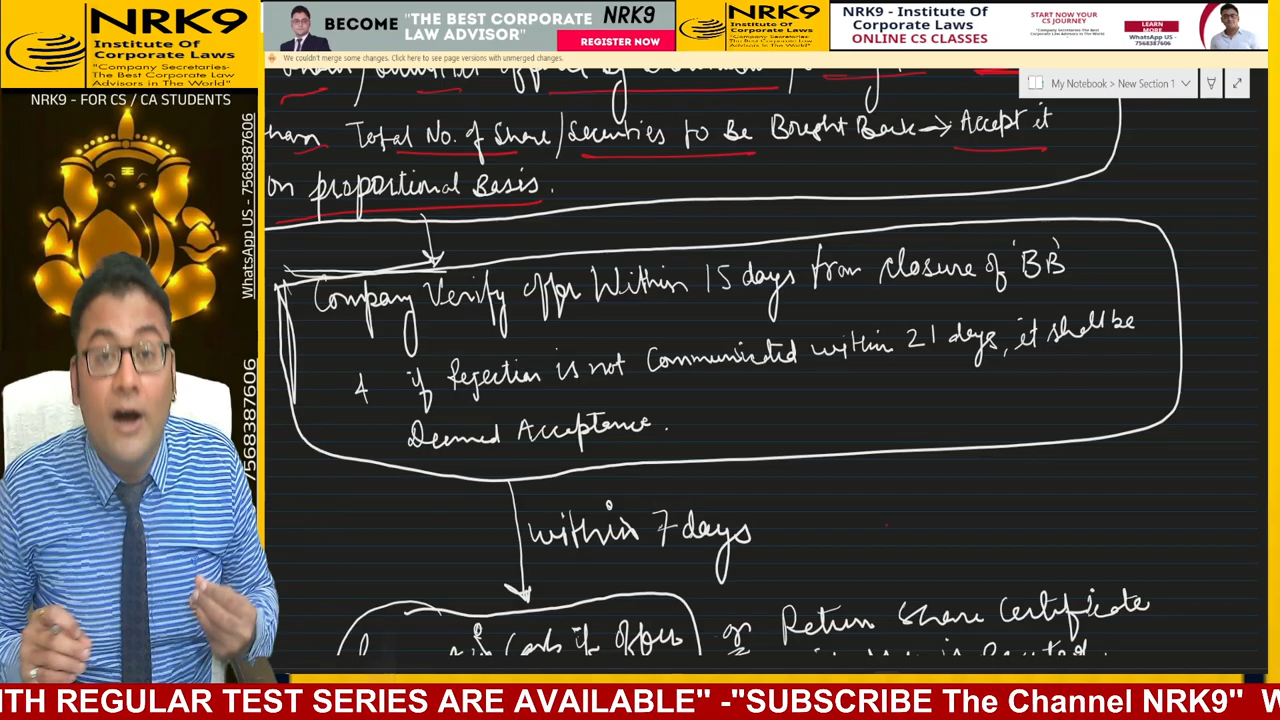 NRK9
Institute Of
Corporate Laws
"Company Secretaries-
The Best Corporate Law
Advisors in The World"
NRK9 - FOR CS / CA STUDENTS
BECOME "THE BEST CORPORATE
LAW ADVISOR"
NRK9
REGISTER NOW
NRK9
Institute Of
Corporate Laws
NRK9 - Institute Of
Corporate Laws
ONLINE CS CLASSES
START NOW YOUR
CS JOURNEY
LEARN
MORE
WhatsApp US -
7568387606
We couldn't merge some changes. Click here to see page versions with unmerged changes.
My Notebook > New Section 1
WhatsApp US - 7568387606
7568387606
Total No. of Share/Securities to Be Bought Back → Accept it
on proportional Basis.
Company Verify offer Within 15 days from closure of 'BB'
& if Rejection is not Communicated within 21 days, it shall be
Deemed Acceptance.
within 7 days
offer or Return Share Certificate
ITH REGULAR TEST SERIES ARE AVAILABLE" -"SUBSCRIBE The Channel NRK9" W